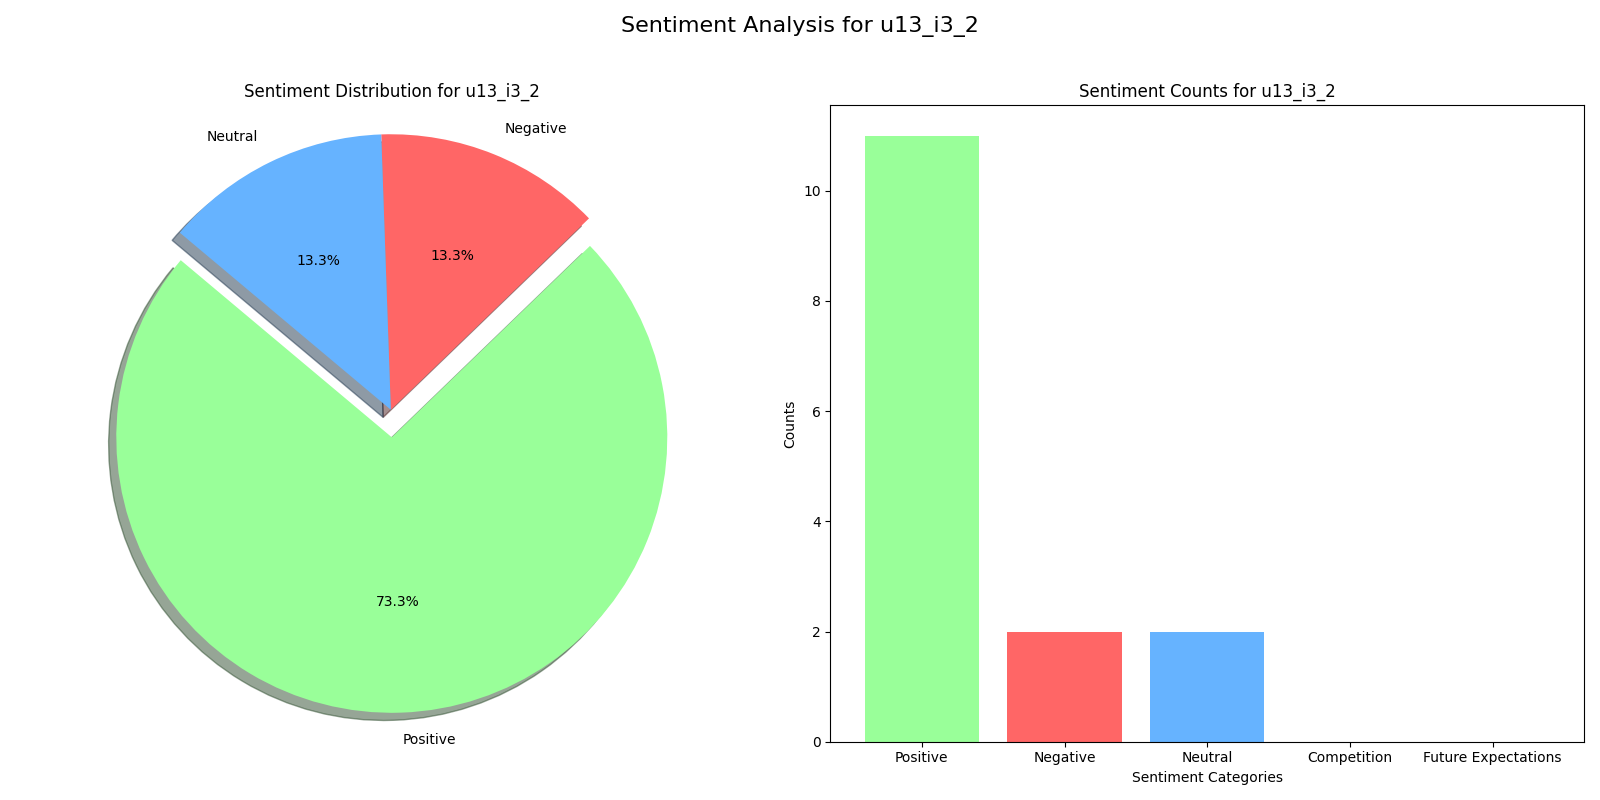 Sentiment Analysis for u13_i3_2
Sentiment Distribution for u13_i3_2
Neutral
Negative
13.3%
13.3%
73.3%
Positive
Sentiment Counts for u13_i3_2
10
8
6
4
2
0
Counts
Positive
Negative
Neutral
Competition
Future Expectations
Sentiment Categories